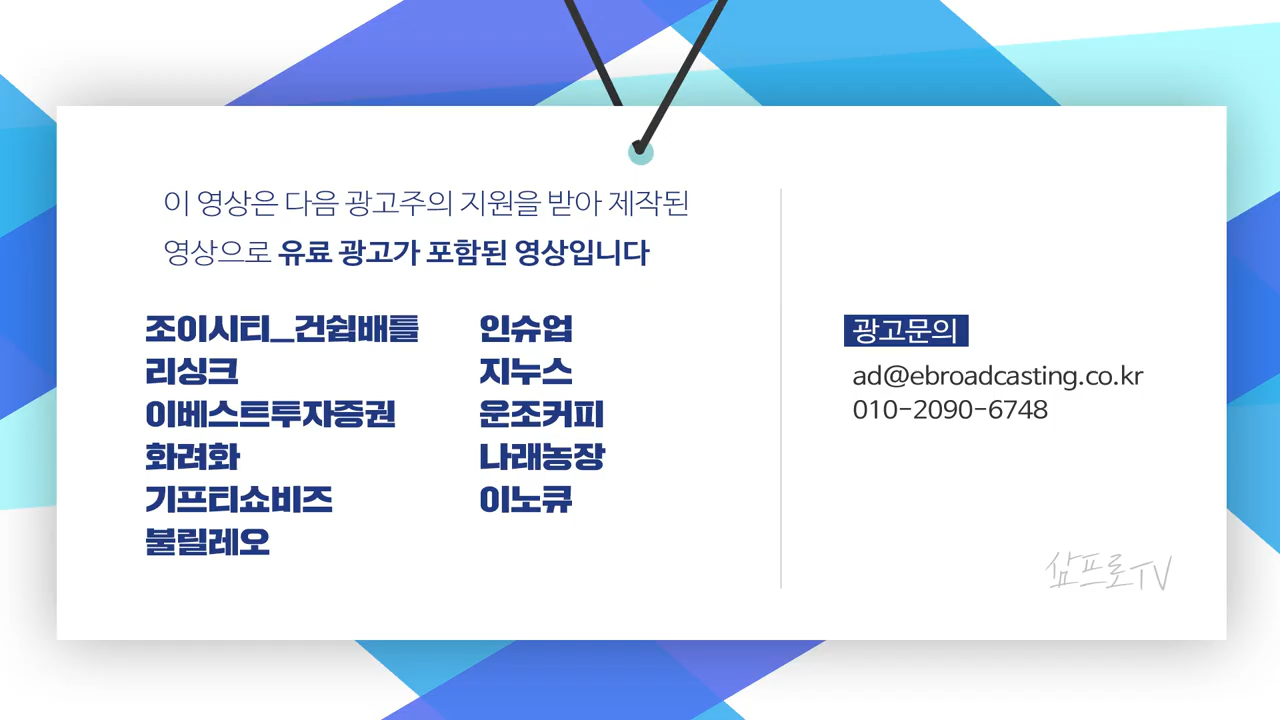 이 영상은 다음 광고주의 지원을 받아 제작된
영상으로 유료 광고가 포함된 영상입니다
조이시티_건쉽배틀
리싱크
이베스트투자증권
화려화
기프티쇼비즈
불릴레오
인슈업
지누스
운조커피
나래농장
이노큐
광고문의
ad@ebroadcasting.co.kr
010-2090-6748
삼프로TV